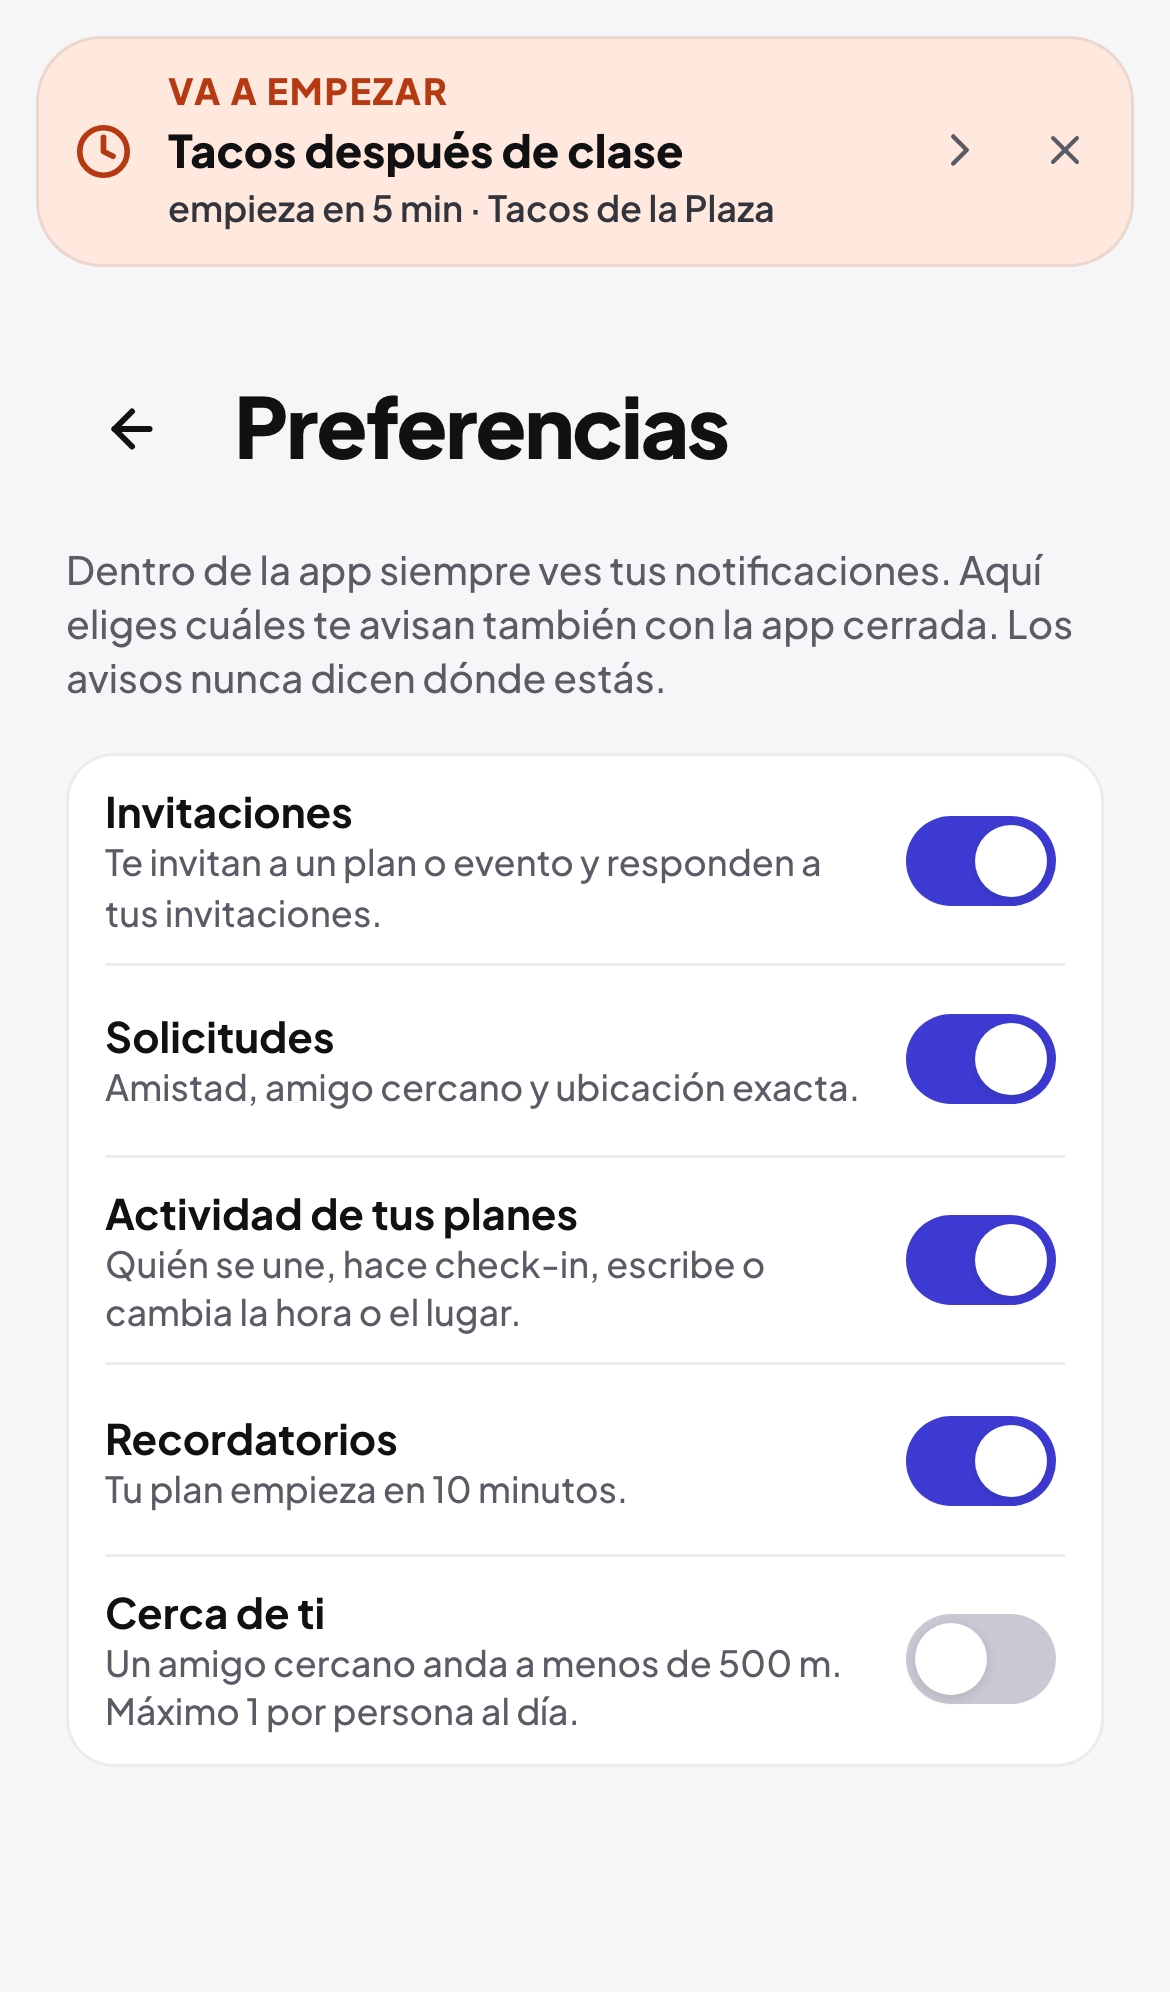 VA A EMPEZAR
Tacos después de clase
empieza en 5 min · Tacos de la Plaza
Preferencias
Dentro de la app siempre ves tus notificaciones. Aquí
eliges cuáles te avisan también con la app cerrada. Los
avisos nunca dicen dónde estás.
Invitaciones
Te invitan a un plan o evento y responden a
tus invitaciones.
Solicitudes
Amistad, amigo cercano y ubicación exacta.
Actividad de tus planes
Quién se une, hace check-in, escribe o
cambia la hora o el lugar.
Recordatorios
Tu plan empieza en 10 minutos.
Cerca de ti
Un amigo cercano anda a menos de 500 m.
Máximo 1 por persona al día.